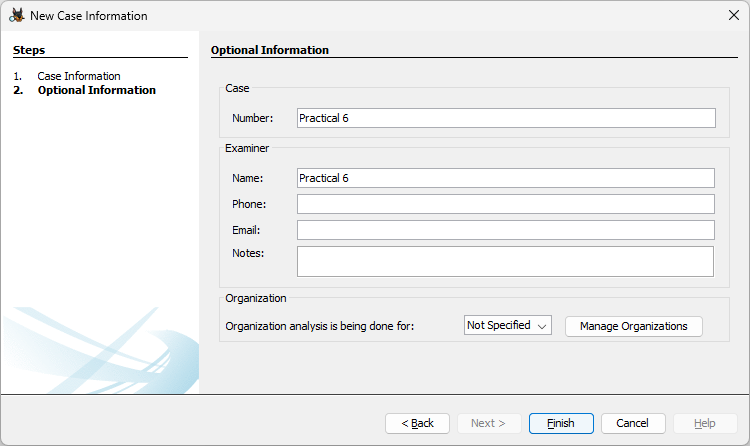 New Case Information
Steps
1. Case Information
2. Optional Information
Optional Information
Case
Number: Practical 6
Examiner
Name: Practical 6
Phone:
Email:
Notes:
Organization
Organization analysis is being done for: Not Specified Manage Organizations
< Back Next > Finish Cancel Help